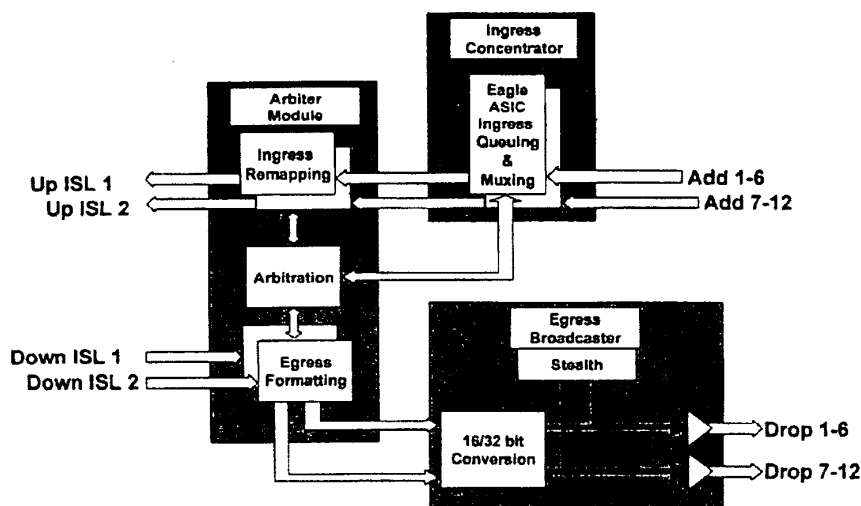 Ingress
Concentrator
Eagle
ASIC
Ingress
Queuing
&
Muxing
Arbiter
Module
Ingress
Remapping
Up ISL 1
Up ISL 2
Add 1-6
Add 7-12
Arbitration
Down ISL 1
Down ISL 2
Egress
Formatting
Egress
Broadcaster
Stealth
16/32 bit
Conversion
Drop 1-6
Drop 7-12